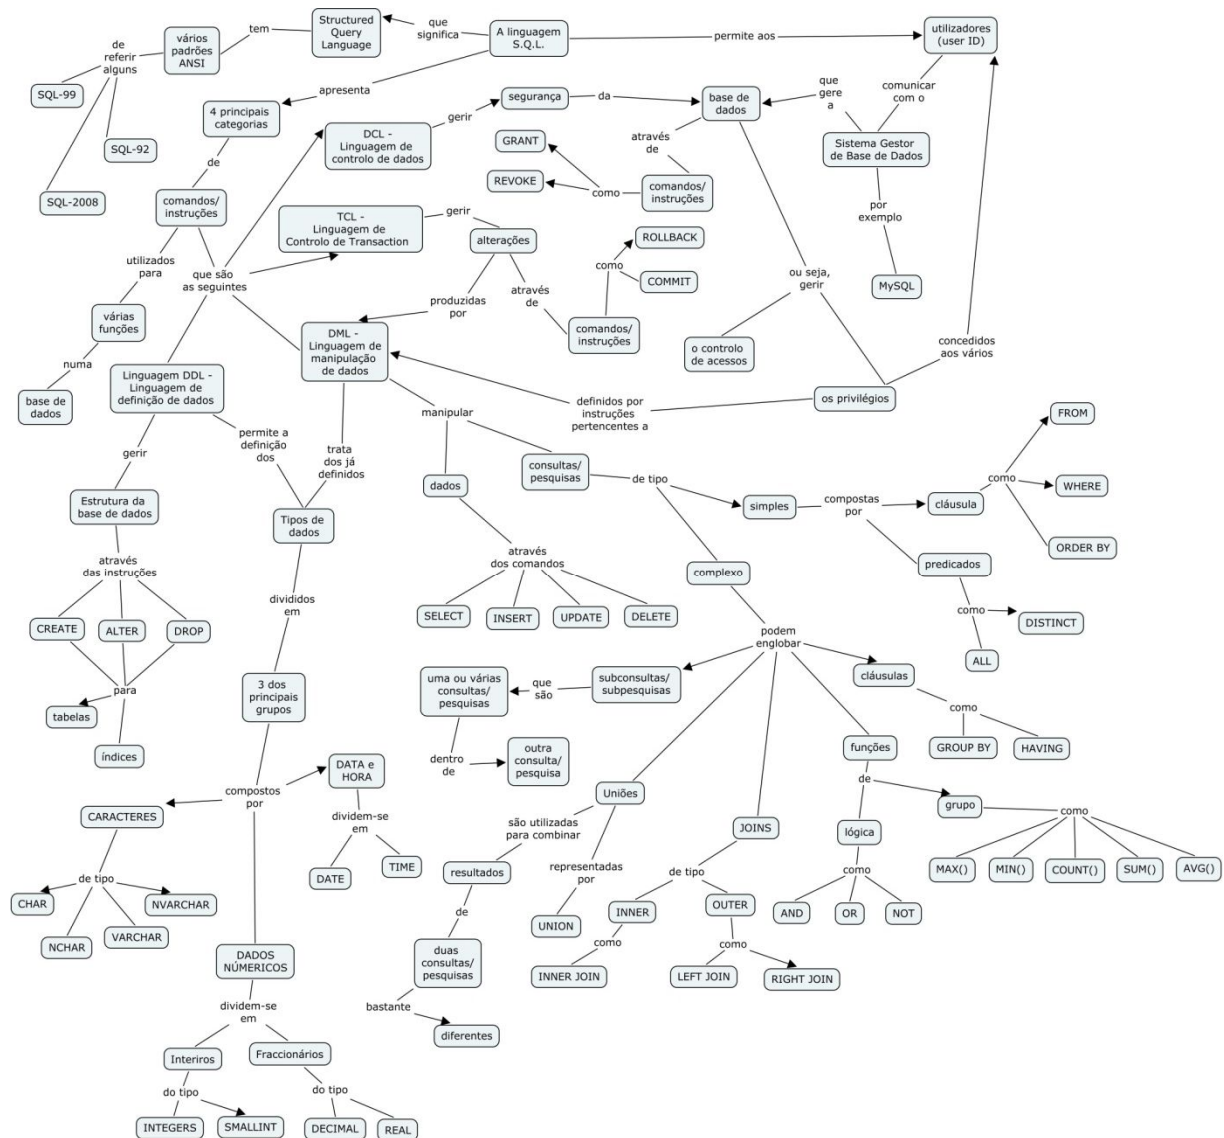 Structured
Query
Language
que
significa
A linguagem
S.Q.L.
permite aos
utilizadores
(user ID)
tem
vários
padrões
ANSI
de
referir
alguns
SQL-99
SQL-92
SQL-2008
apresenta
4 principais
categorias
de
comandos/
instruções
DCL -
Linguagem de
controlo de dados
gerir
segurança
da
base de
dados
que
gere
a
comunicar
com o
Sistema Gestor
de Base de Dados
por
exemplo
MySQL
através
de
comandos/
instruções
como
GRANT
REVOKE
TCL -
Linguagem de
Controlo de Transaction
gerir
alterações
produzidas
por
através
de
comandos/
instruções
como
ROLLBACK
COMMIT
ou seja,
gerir
o controlo
de acessos
os privilégios
concedidos
aos vários
definidos por
instruções
pertencentes a
utilizados
para
várias
funções
numa
base de
dados
que são
as seguintes
Linguagem DDL -
Linguagem de
definição de dados
DML -
Linguagem de
manipulação
de dados
gerir
Estrutura da
base de dados
através
das instruções
CREATE
ALTER
DROP
para
tabelas
índices
permite a
definição
dos
trata
dos já
definidos
Tipos de
dados
divididos
em
3 dos
principais
grupos
compostos
por
CARACTERES
de tipo
CHAR
NCHAR
VARCHAR
NVARCHAR
DATA e
HORA
dividem-se
em
DATE
TIME
DADOS
NÚMERICOS
dividem-se
em
Interiros
do tipo
INTEGERS
SMALLINT
Fraccionários
do tipo
DECIMAL
REAL
manipular
dados
através
dos comandos
SELECT
INSERT
UPDATE
DELETE
consultas/
pesquisas
de tipo
simples
compostas
por
cláusula
como
FROM
WHERE
ORDER BY
predicados
como
DISTINCT
ALL
complexo
podem
englobar
subconsultas/
subpesquisas
que
são
uma ou várias
consultas/
pesquisas
dentro
de
outra
consulta/
pesquisa
Uniões
são utilizadas
para combinar
resultados
de
duas
consultas/
pesquisas
bastante
diferentes
representadas
por
UNION
JOINS
de tipo
INNER
como
INNER JOIN
OUTER
como
LEFT JOIN
RIGHT JOIN
funções
de
lógica
como
AND
OR
NOT
grupo
como
MAX()
MIN()
COUNT()
SUM()
AVG()
cláusulas
como
GROUP BY
HAVING